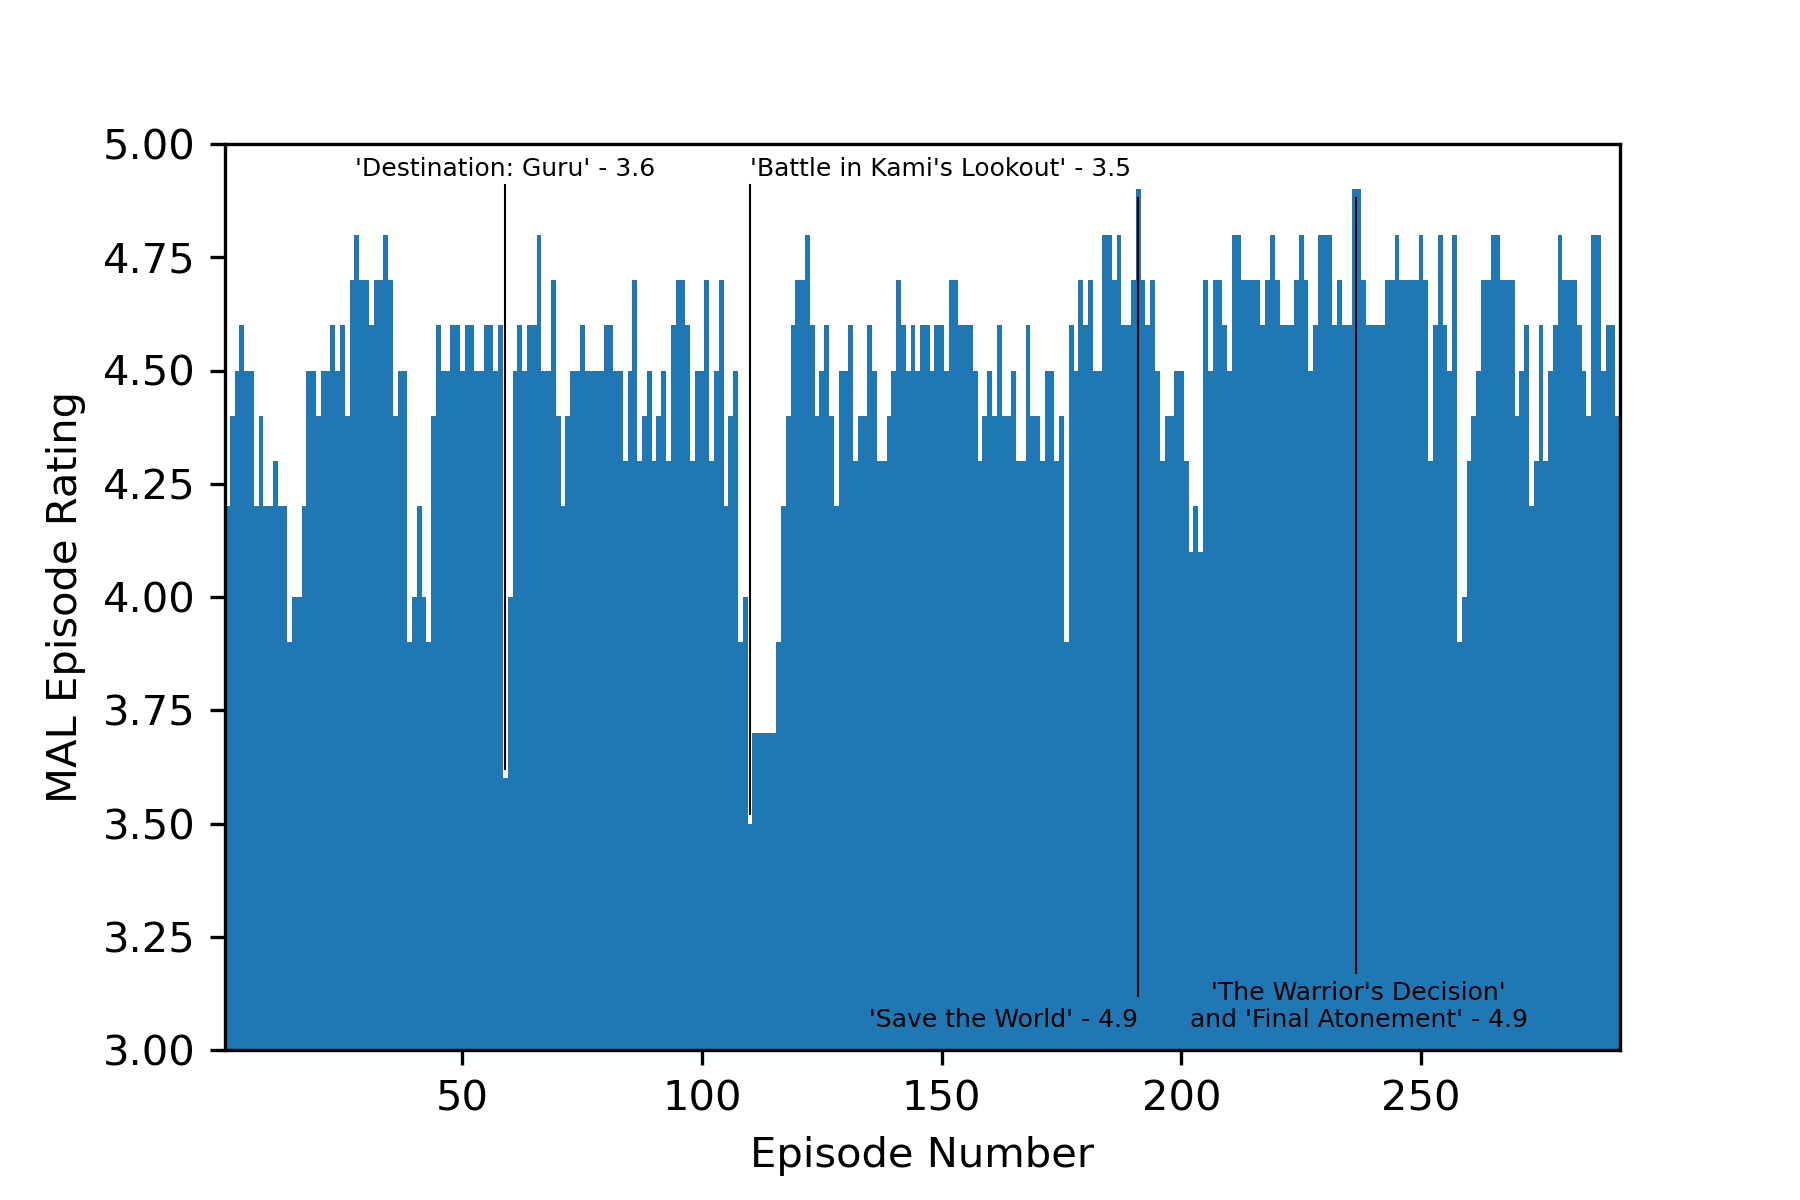 5.00
'Destination: Guru' - 3.6
'Battle in Kami's Lookout' - 3.5
4.75
4.50
4.25
4.00
3.75
3.50
3.25
3.00
MAL Episode Rating
'The Warrior's Decision'
'Save the World' - 4.9
and 'Final Atonement' - 4.9
50
100
150
200
250
Episode Number